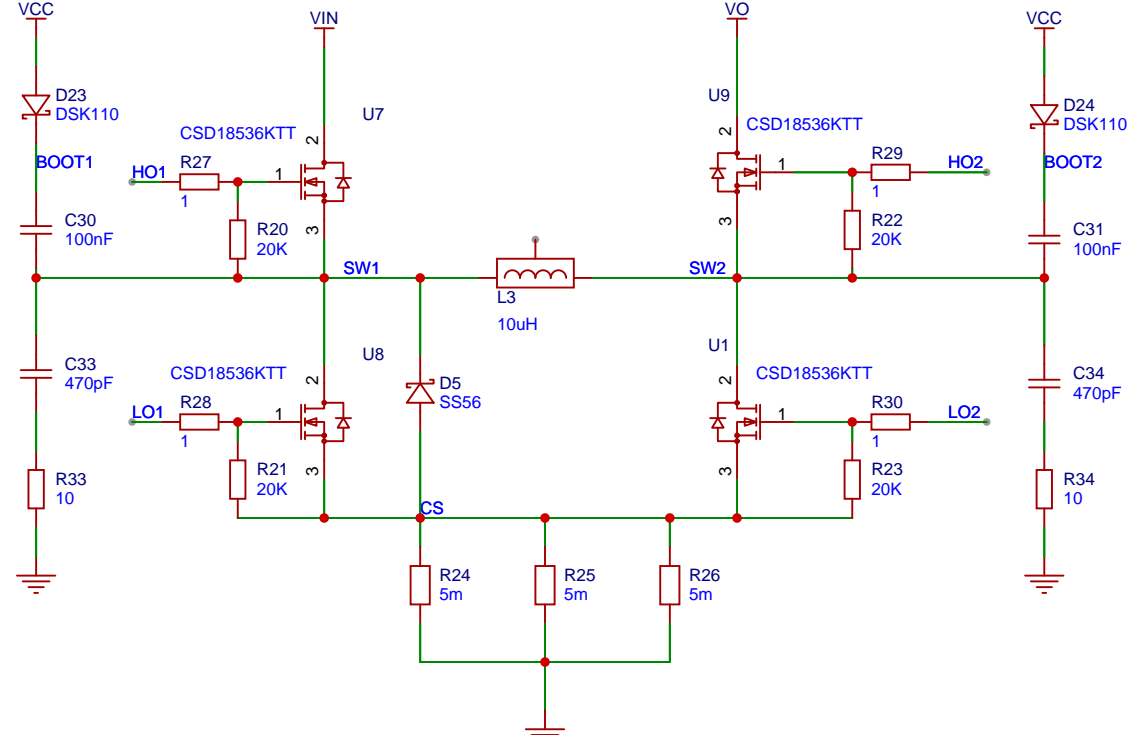 VCC
VIN
VO
VCC
D23
DSK110
U7
U9
D24
DSK110
CSD18536KTT
2
2
CSD18536KTT
BOOT1
HO1
R27
1
1
1
R29
1
HO2
BOOT2
C30
100nF
R20
20K
3
3
R22
20K
C31
100nF
SW1
SW2
L3
10uH
C33
470pF
CSD18536KTT
U8
U1
CSD18536KTT
C34
470pF
2
D5
SS56
2
LO1
R28
1
1
1
R30
1
LO2
R33
10
R21
20K
3
3
R23
20K
R34
10
CS
R24
5m
R25
5m
R26
5m